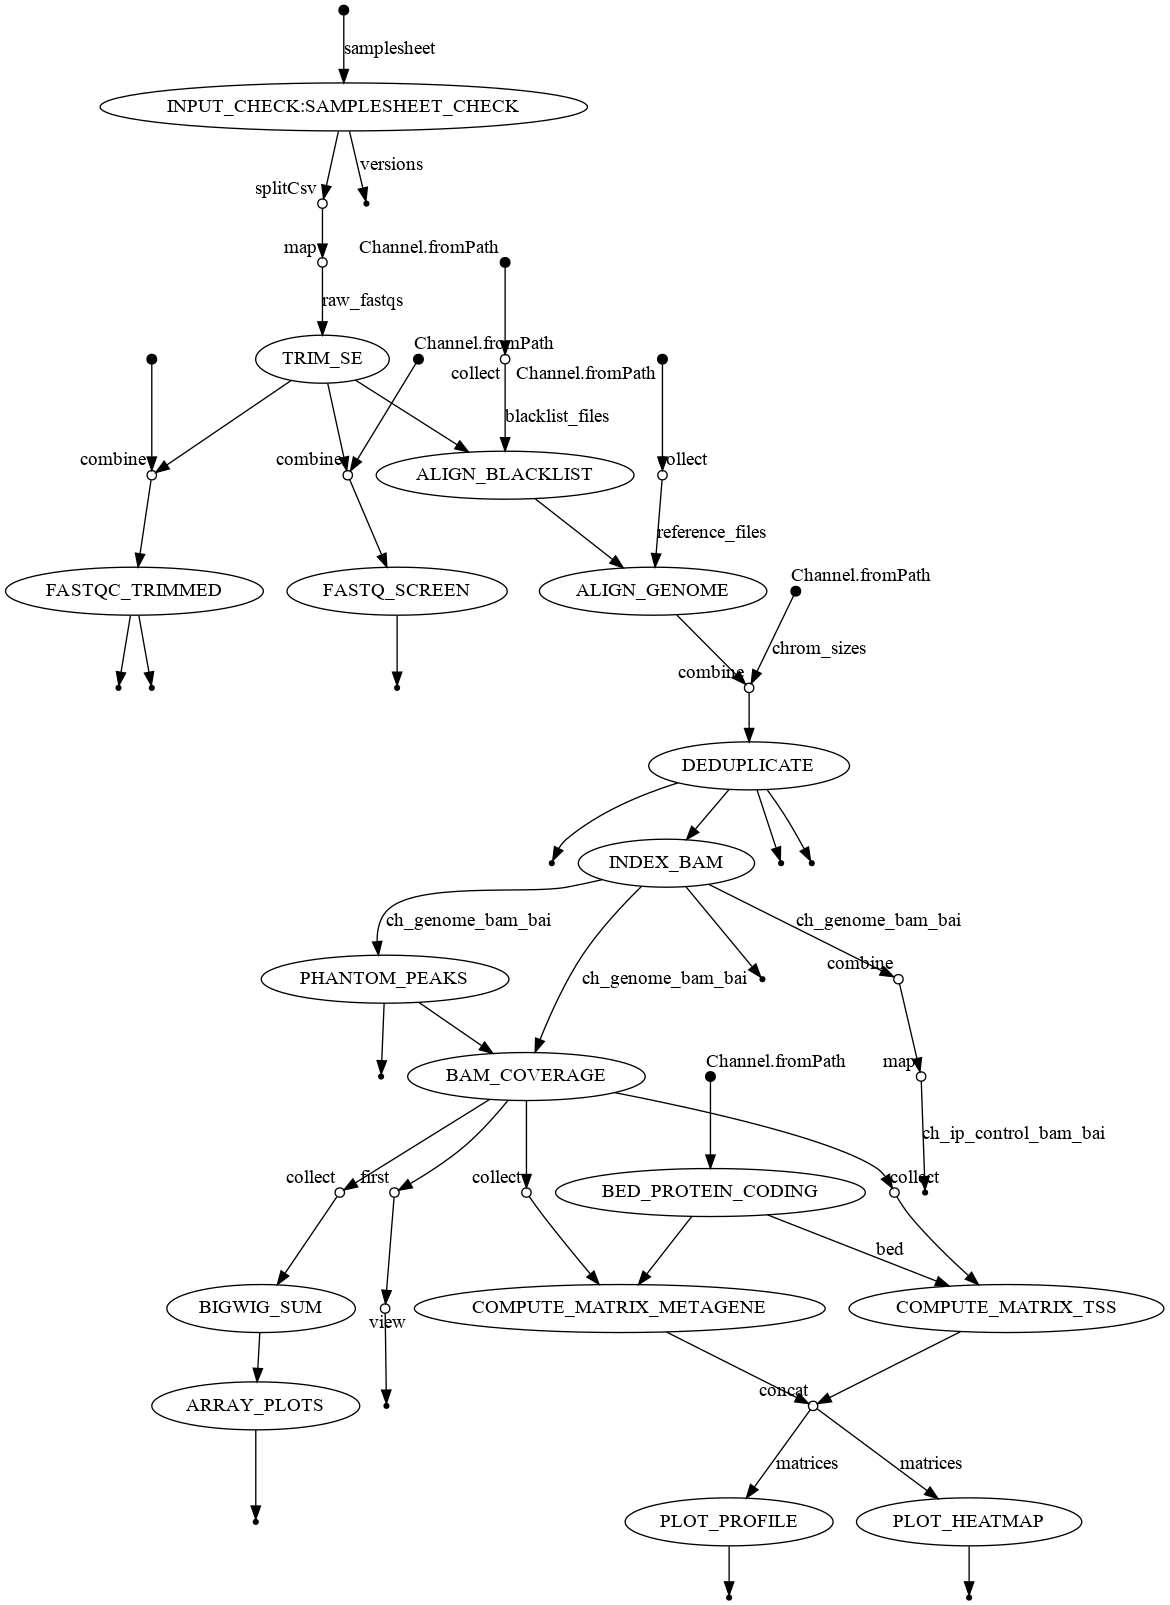 samplesheet
INPUT_CHECK:SAMPLESHEET_CHECK
versions
splitCsv
map
Channel.fromPath
raw_fastqs
Channel.fromPath
TRIM_SE
collect
Channel.fromPath
blacklist_files
combine
combine
collect
ALIGN_BLACKLIST
reference_files
Channel.fromPath
FASTQC_TRIMMED
FASTQ_SCREEN
ALIGN_GENOME
chrom_sizes
combine
DEDUPLICATE
INDEX_BAM
ch_genome_bam_bai
ch_genome_bam_bai
combine
PHANTOM_PEAKS
ch_genome_bam_bai
Channel.fromPath
map
BAM_COVERAGE
ch_ip_control_bam_bai
collect
first
collect
collect
BED_PROTEIN_CODING
bed
BIGWIG_SUM
view
COMPUTE_MATRIX_METAGENE
COMPUTE_MATRIX_TSS
concat
ARRAY_PLOTS
matrices
matrices
PLOT_PROFILE
PLOT_HEATMAP